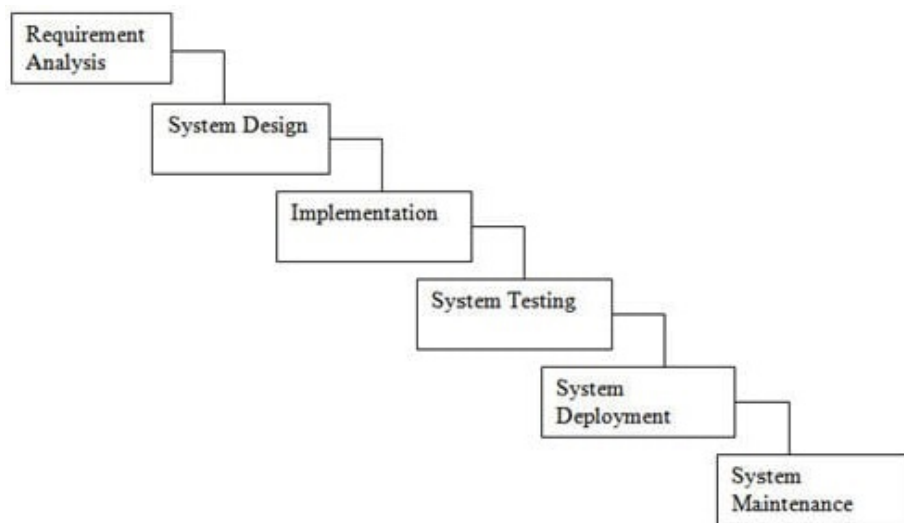 Requirement
Analysis
System Design
Implementation
System Testing
System
Deployment
System
Maintenance